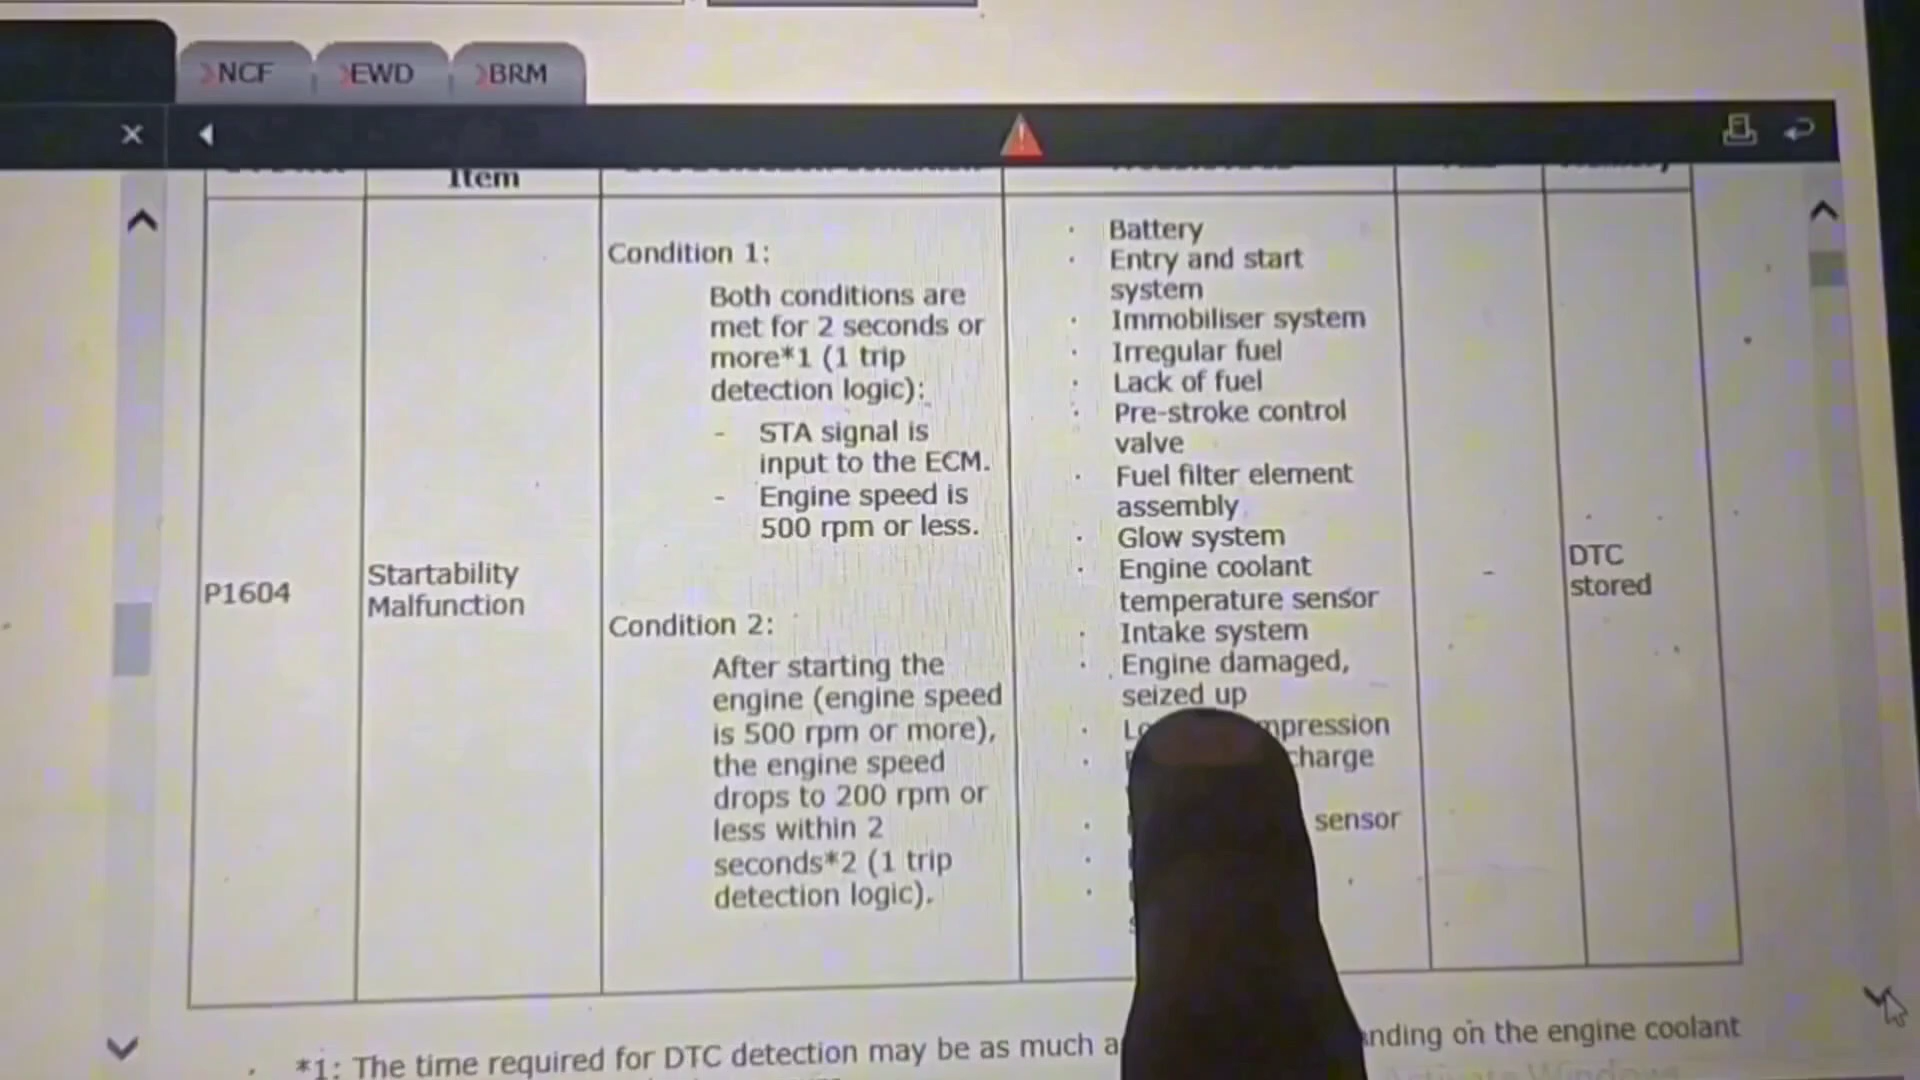 NCF
EWD
BRM
Item
P1604
Startability
Malfunction
Condition 1:
Both conditions are
met for 2 seconds or
more*1 (1 trip
detection logic):
- STA signal is
input to the ECM.
- Engine speed is
500 rpm or less.
Condition 2:
After starting the
engine (engine speed
is 500 rpm or more),
the engine speed
drops to 200 rpm or
less within 2
seconds*2 (1 trip
detection logic).
· Battery
· Entry and start
system
· Immobiliser system
· Irregular fuel
· Lack of fuel
· Pre-stroke control
valve
· Fuel filter element
assembly
· Glow system
· Engine coolant
temperature sensor
· Intake system
· Engine damaged,
seized up
·
·
· sensor
·
·
-
DTC
stored
· *1: The time required for DTC detection may be as much on the engine coolant
Activate Windows